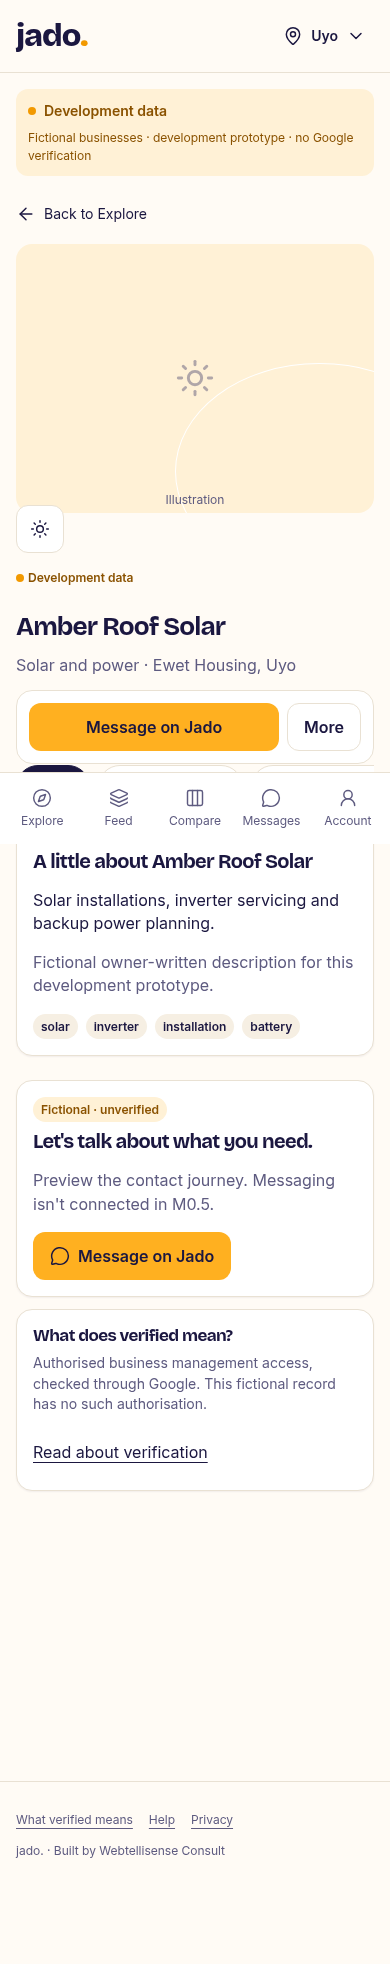 jado.
Uyo
Development data
Fictional businesses · development prototype · no Google
verification
Back to Explore
Illustration
Development data
Amber Roof Solar
Solar and power · Ewet Housing, Uyo
Message on Jado
More
Explore
Feed
Compare
Messages
Account
A little about Amber Roof Solar
Solar installations, inverter servicing and
backup power planning.
Fictional owner-written description for this
development prototype.
solar
inverter
installation
battery
Fictional · unverified
Let's talk about what you need.
Preview the contact journey. Messaging
isn't connected in M0.5.
Message on Jado
What does verified mean?
Authorised business management access,
checked through Google. This fictional record
has no such authorisation.
Read about verification
What verified means
Help
Privacy
jado. · Built by Webtellisense Consult